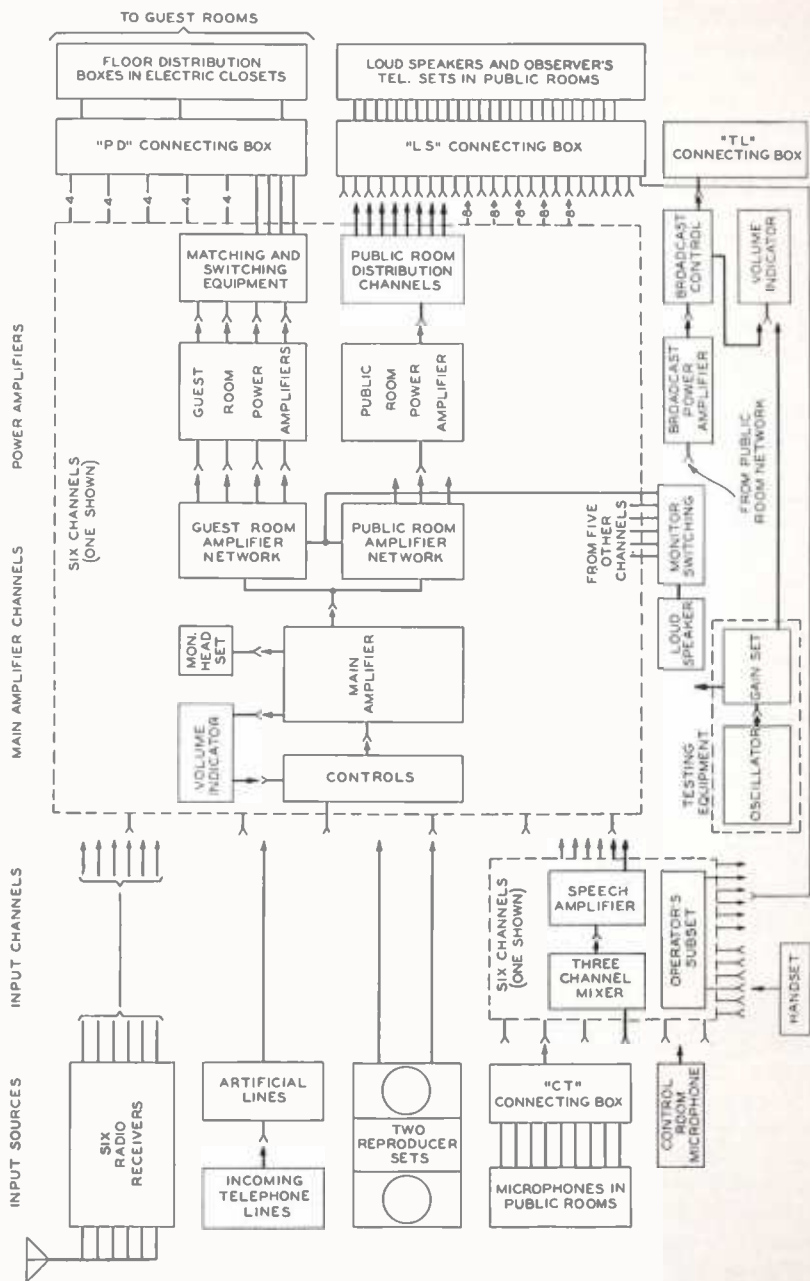 INPUT SOURCES
INPUT CHANNELS
MAIN AMPLIFIER CHANNELS
POWER AMPLIFIERS
TO GUEST ROOMS
FLOOR DISTRIBUTION
BOXES IN ELECTRIC CLOSETS
LOUD SPEAKERS AND OBSERVER'S
TEL. SETS IN PUBLIC ROOMS
"PD" CONNECTING BOX
"LS" CONNECTING BOX
"TL"
CONNECTING BOX
4
4
4
4
4
8
8
8
8
8
SIX CHANNELS
(ONE SHOWN)
MATCHING AND
SWITCHING
EQUIPMENT
PUBLIC ROOM
DISTRIBUTION
CHANNELS
BROADCAST
CONTROL
VOLUME
INDICATOR
GUEST
ROOM
POWER
AMPLIFIERS
PUBLIC
ROOM
POWER
AMPLIFIER
BROADCAST
POWER
AMPLIFIER
FROM PUBLIC
ROOM NETWORK
GUEST ROOM
AMPLIFIER
NETWORK
PUBLIC ROOM
AMPLIFIER
NETWORK
FROM FIVE
OTHER
CHANNELS
MONITOR
SWITCHING
LOUD
SPEAKER
MON.
HEAD
SET
MAIN
AMPLIFIER
VOLUME
INDICATOR
CONTROLS
TESTING
EQUIPMENT
OSCILLATOR
GAIN SET
SIX CHANNELS
(ONE SHOWN)
SPEECH
AMPLIFIER
THREE
CHANNEL
MIXER
OPERATOR'S
SUBSET
HANDSET
SIX
RADIO
RECEIVERS
ARTIFICIAL
LINES
INCOMING
TELEPHONE
LINES
TWO
REPRODUCER
SETS
"CT"
CONNECTING BOX
MICROPHONES IN
PUBLIC ROOMS
CONTROL
ROOM
MICROPHONE